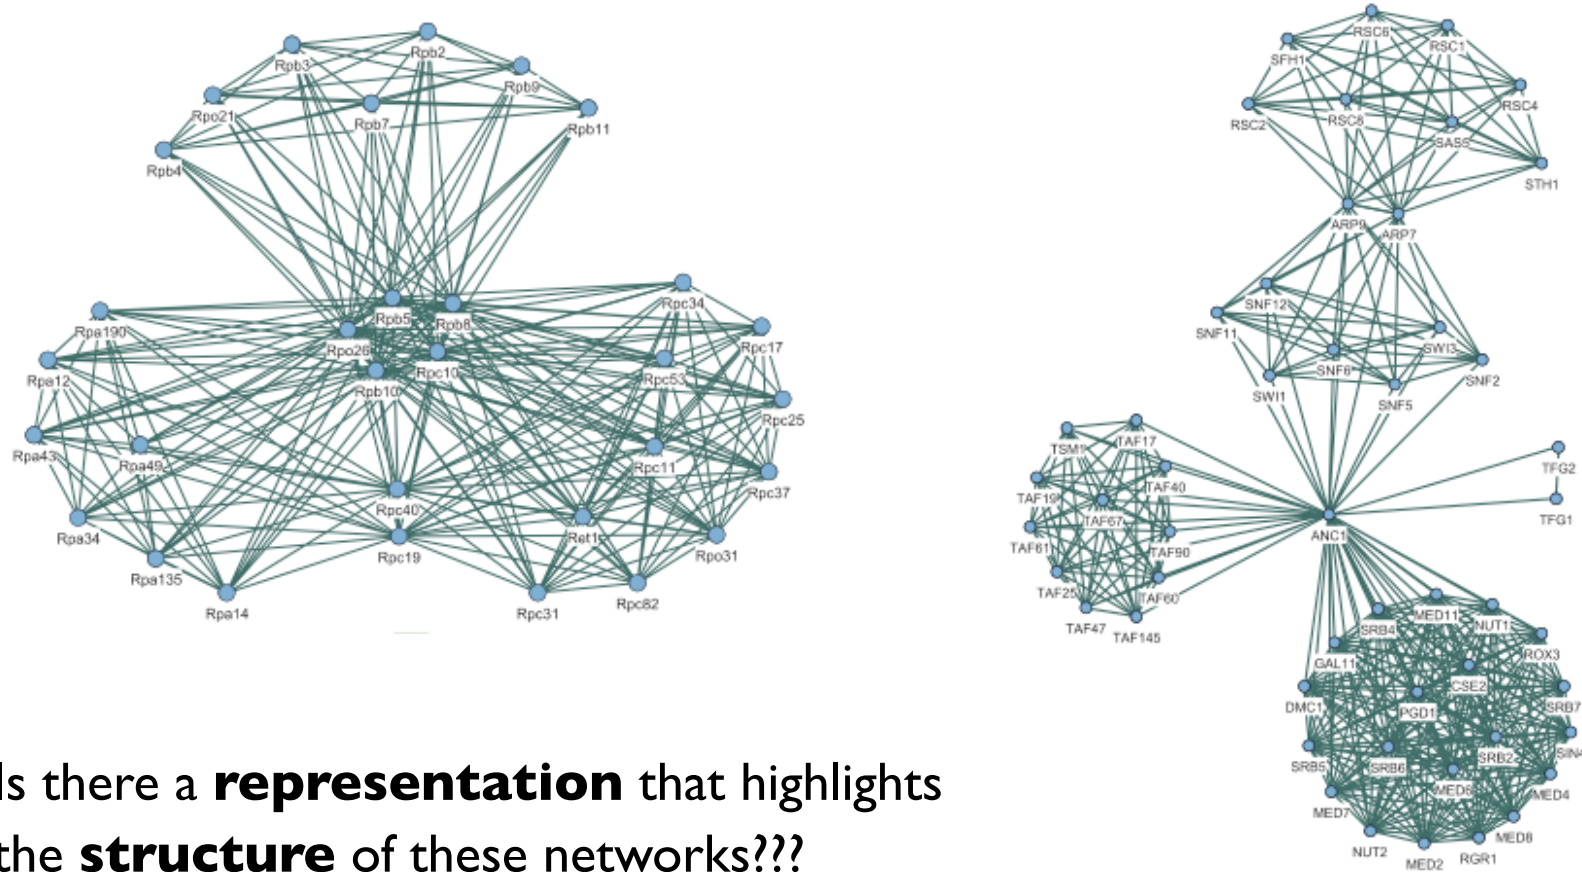 Rpb2
Rpb3
Rpb9
Rpo21
Rpb7
Rpb11
Rpb4
Rpc34
Rpb5
Rpb8
Rpa190
Rpo26
Rpc17
Rpc10
Rpa12
Rpc53
Rpb10
Rpc25
Rpa43
Rpa49
Rpc11
Rpc37
Rpc40
Rpa34
Ret1
Rpc19
Rpo31
Rpa135
Rpc31
Rpc82
Rpa14
RSC6
RSC1
SFH1
RSC4
RSC2
RSC8
SAS5
STH1
ARP9
ARP7
SNF12
SNF11
SWI3
SNF6
SNF2
SWI1
SNF5
TSM1
TAF17
TFG2
TAF40
TAF19
TAF67
TFG1
ANC1
TAF61
TAF90
TAF25
TAF60
TAF47
TAF145
MED11
SRB4
NUT1
ROX3
GAL11
CSE2
DMC1
PGD1
SRB7
SIN4
SRB5
SRB6
SRB2
MED6
MED4
MED7
MED8
NUT2
MED2
RGR1
Is there a representation that highlights
the structure of these networks???